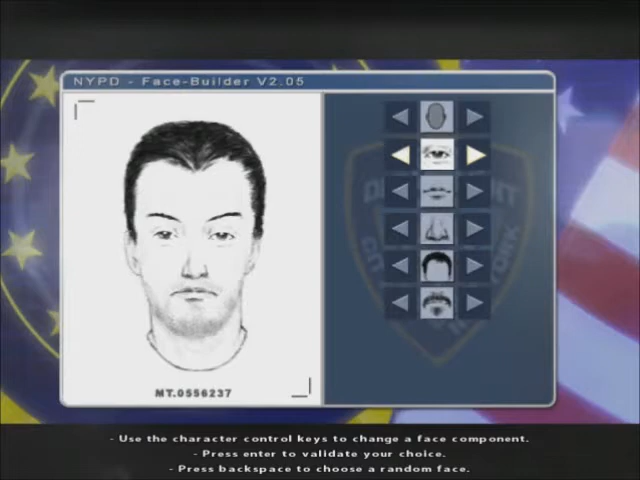 NYPD - Face-Builder V2.05
MT.0556237
- Use the character control keys to change a face component.
- Press enter to validate your choice.
- Press backspace to choose a random face.